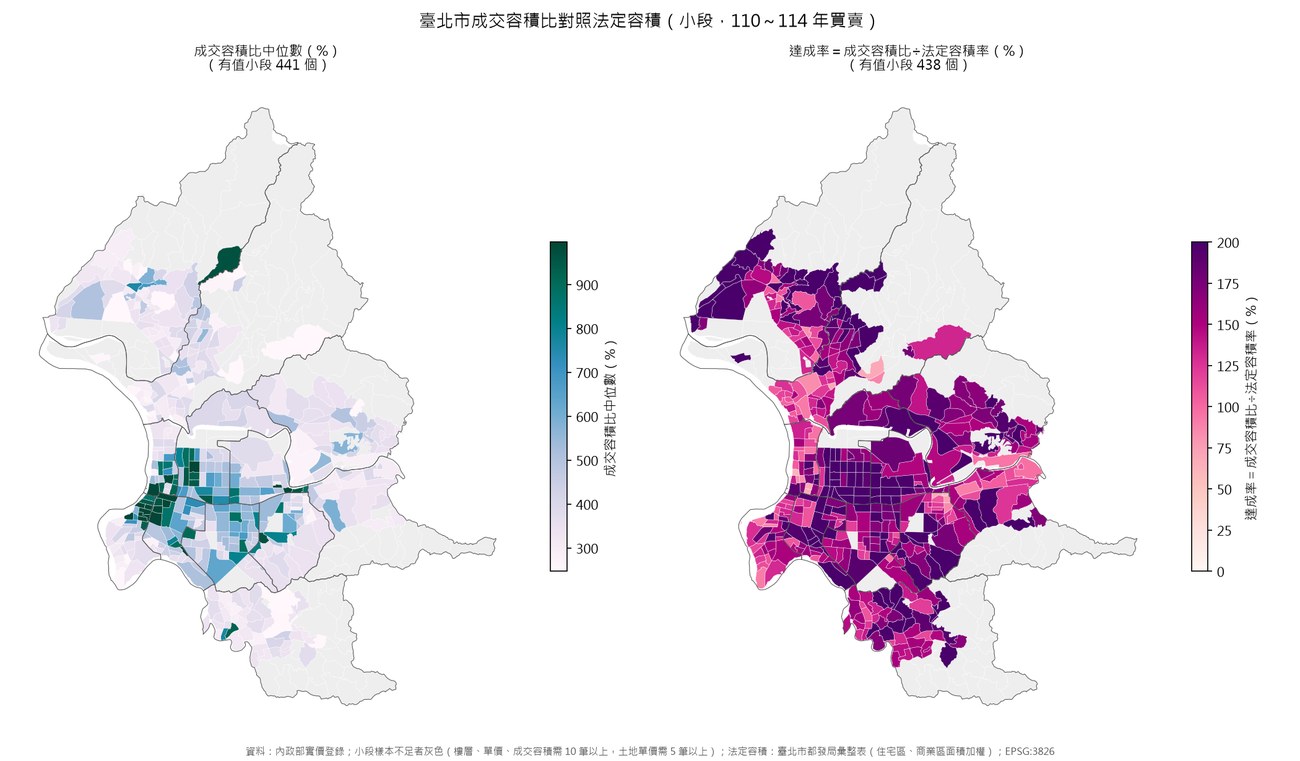 臺北市成交容積比對照法定容積（小段．110～114 年買賣）
成交容積比中位數（%）
（有值小段 441 個）
900
800
700
600
500
400
300
成交容積比中位數（%）
達成率＝成交容積比÷法定容積率（%）
（有值小段 438 個）
200
175
150
125
100
75
50
25
0
達成率＝成交容積比÷法定容積率（%）
資料：內政部實價登錄；小段樣本不足者灰色（樓層、單價、成交容積需 10 筆以上，土地單價需 5 筆以上）；法定容積：臺北市都發局彙整表（住宅區、商業區面積加權）；EPSG:3826